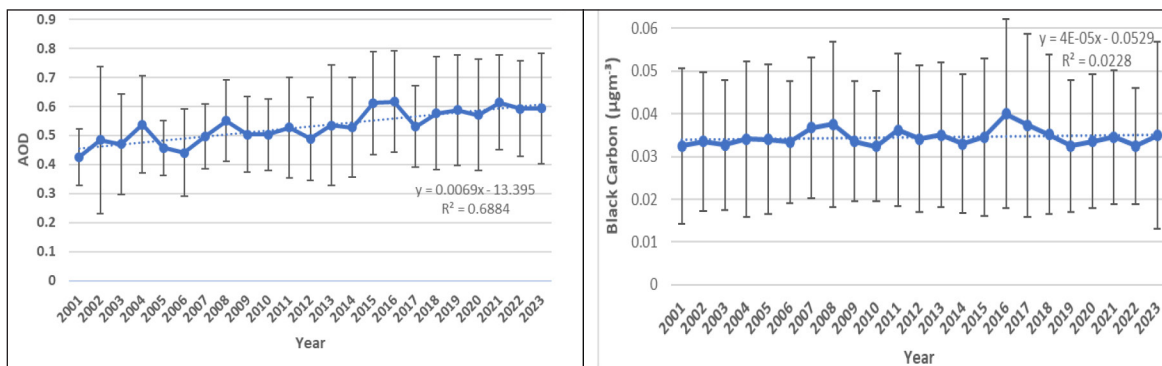 0.9
0.8
0.7
0.6
0.5
0.4
0.3
0.2
0.1
0
AOD
y = 0.0069x - 13.395
R² = 0.6884
2001 2002 2003 2004 2005 2006 2007 2008 2009 2010 2011 2012 2013 2014 2015 2016 2017 2018 2019 2020 2021 2022 2023
Year
0.06
0.05
0.04
0.03
0.02
0.01
0
Black Carbon (µgm⁻³)
y = 4E-05x - 0.0529
R² = 0.0228
2001 2002 2003 2004 2005 2006 2007 2008 2009 2010 2011 2012 2013 2014 2015 2016 2017 2018 2019 2020 2021 2022 2023
Year